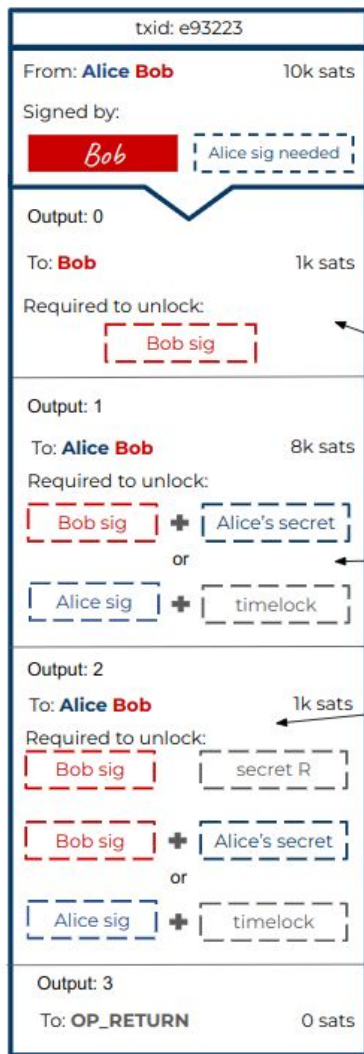 txid: e93223
From: Alice Bob 10k sats
Signed by:
Bob Alice sig needed
Output: 0
To: Bob 1k sats
Required to unlock:
Bob sig
Output: 1
To: Alice Bob 8k sats
Required to unlock:
Bob sig + Alice's secret
or
Alice sig + timelock
Output: 2
To: Alice Bob 1k sats
Required to unlock:
Bob sig secret R
Bob sig + Alice's secret
or
Alice sig + timelock
Output: 3
To: OP_RETURN 0 sats